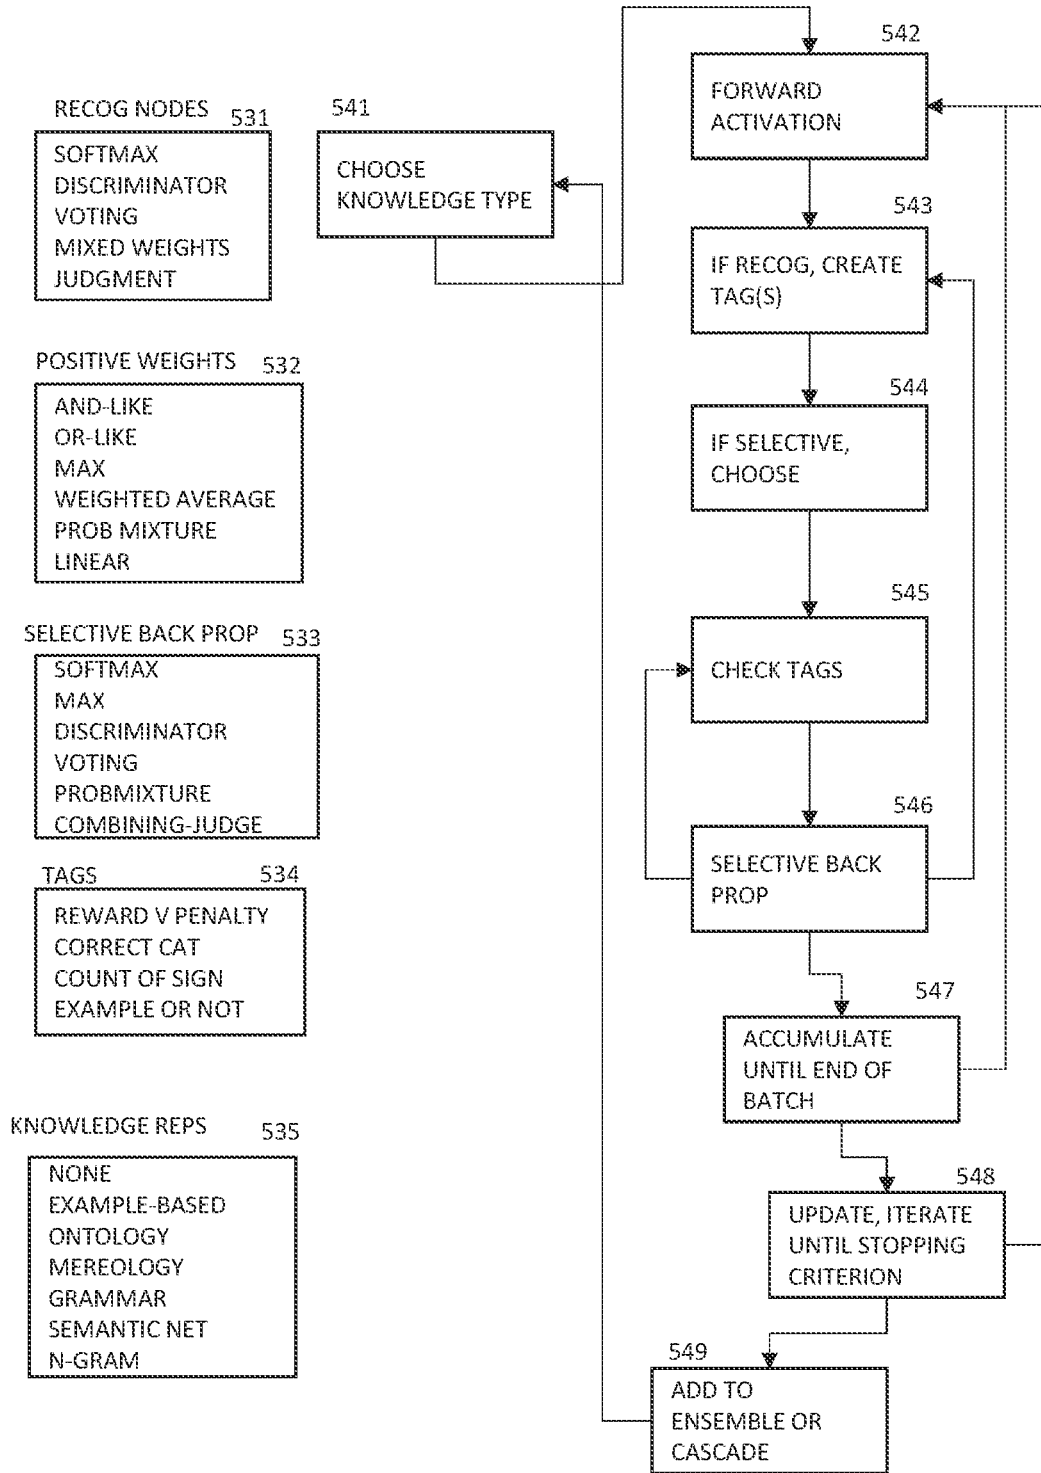 RECOG NODES
531
SOFTMAX
DISCRIMINATOR
VOTING
MIXED WEIGHTS
JUDGMENT
POSITIVE WEIGHTS
532
AND-LIKE
OR-LIKE
MAX
WEIGHTED AVERAGE
PROB MIXTURE
LINEAR
SELECTIVE BACK PROP
533
SOFTMAX
MAX
DISCRIMINATOR
VOTING
PROBMIXTURE
COMBINING-JUDGE
TAGS
534
REWARD V PENALTY
CORRECT CAT
COUNT OF SIGN
EXAMPLE OR NOT
KNOWLEDGE REPS
535
NONE
EXAMPLE-BASED
ONTOLOGY
MEREOLOGY
GRAMMAR
SEMANTIC NET
N-GRAM
541
CHOOSE
KNOWLEDGE TYPE
542
FORWARD
ACTIVATION
543
IF RECOG, CREATE
TAG(S)
544
IF SELECTIVE,
CHOOSE
545
CHECK TAGS
546
SELECTIVE BACK
PROP
547
ACCUMULATE
UNTIL END OF
BATCH
548
UPDATE, ITERATE
UNTIL STOPPING
CRITERION
549
ADD TO
ENSEMBLE OR
CASCADE